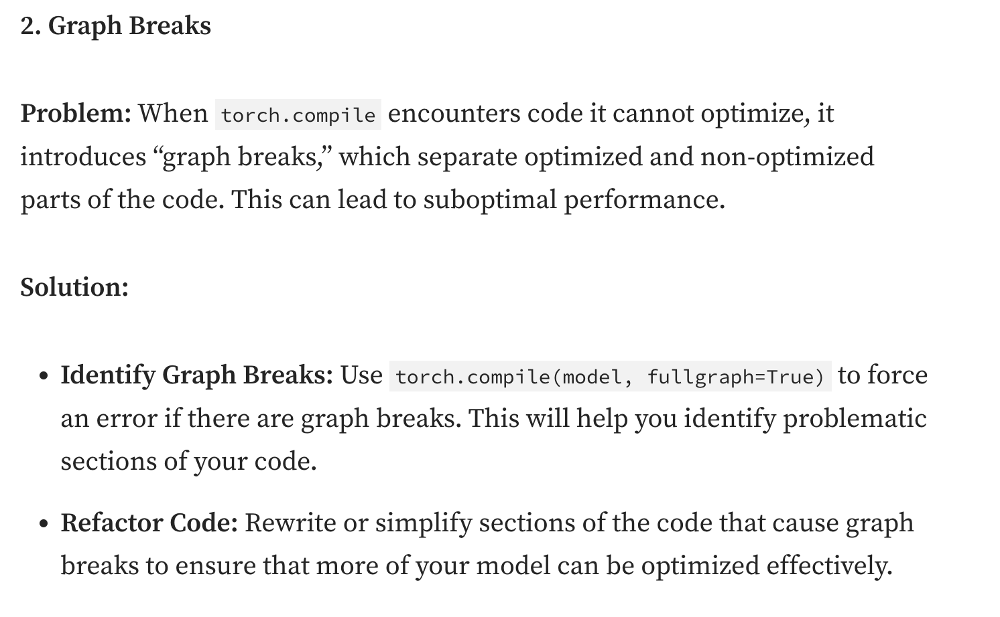 2. Graph Breaks
Problem: When torch.compile encounters code it cannot optimize, it
introduces “graph breaks,” which separate optimized and non-optimized
parts of the code. This can lead to suboptimal performance.
Solution:
• Identify Graph Breaks: Use torch.compile(model, fullgraph=True) to force
an error if there are graph breaks. This will help you identify problematic
sections of your code.
• Refactor Code: Rewrite or simplify sections of the code that cause graph
breaks to ensure that more of your model can be optimized effectively.